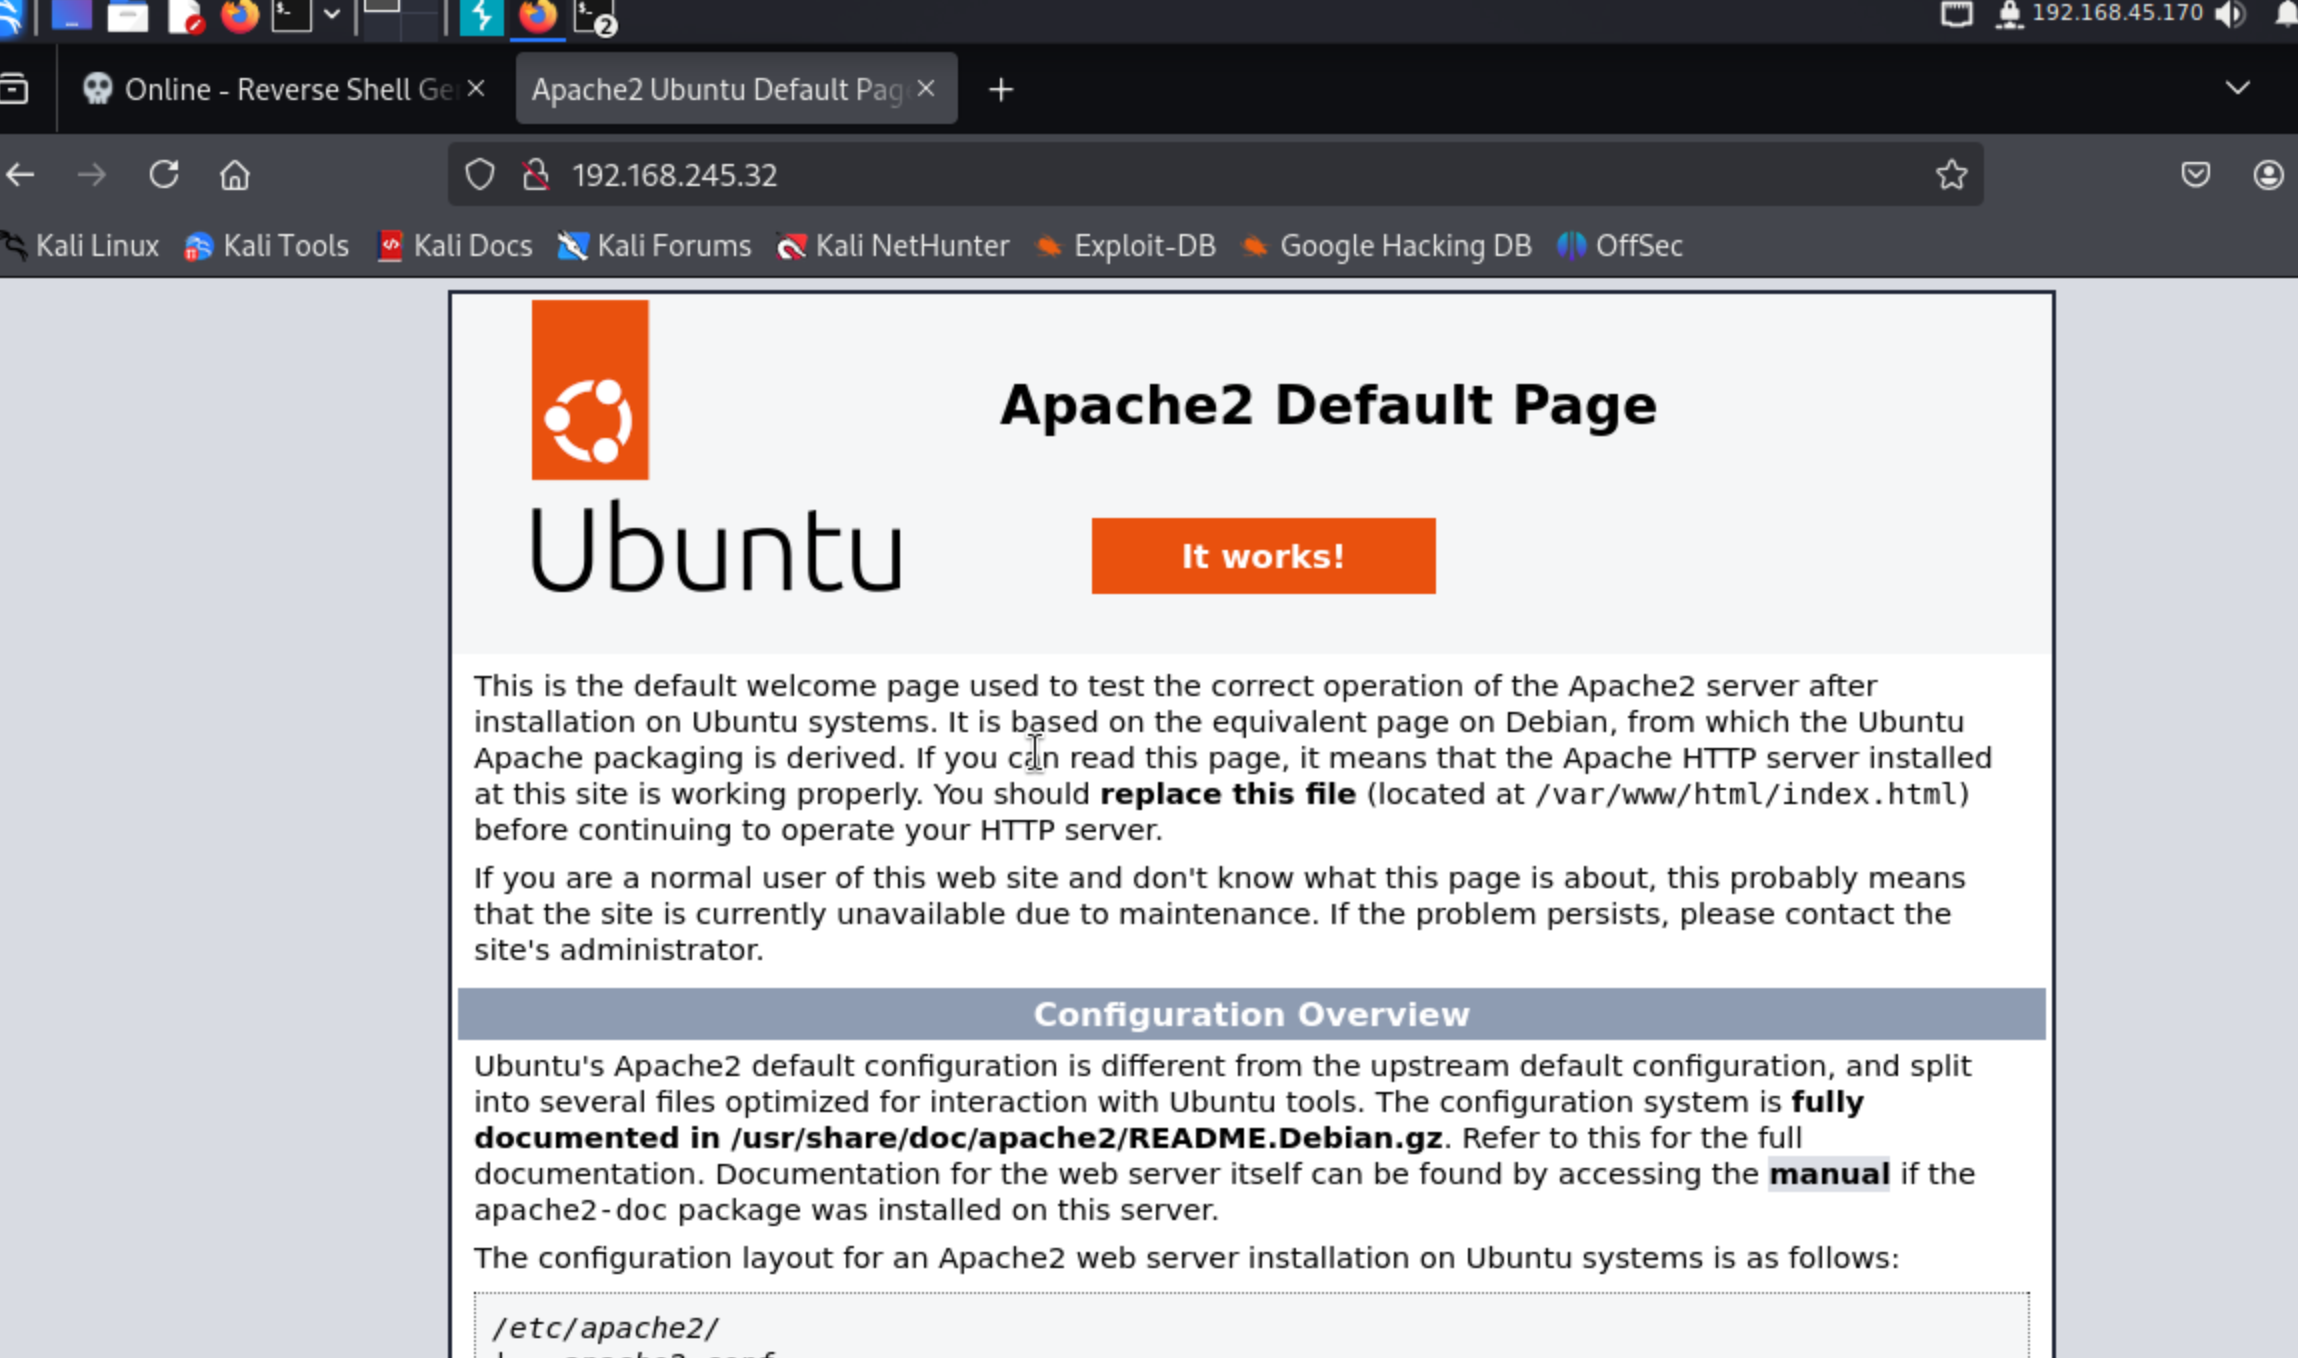 2
192.168.45.170
Online - Reverse Shell Ge
Apache2 Ubuntu Default Pag
192.168.245.32
Kali Linux
Kali Tools
Kali Docs
Kali Forums
Kali NetHunter
Exploit-DB
Google Hacking DB
OffSec
Apache2 Default Page
Ubuntu
It works!
This is the default welcome page used to test the correct operation of the Apache2 server after
installation on Ubuntu systems. It is based on the equivalent page on Debian, from which the Ubuntu
Apache packaging is derived. If you can read this page, it means that the Apache HTTP server installed
at this site is working properly. You should replace this file (located at /var/www/html/index.html)
before continuing to operate your HTTP server.
If you are a normal user of this web site and don't know what this page is about, this probably means
that the site is currently unavailable due to maintenance. If the problem persists, please contact the
site's administrator.
Configuration Overview
Ubuntu's Apache2 default configuration is different from the upstream default configuration, and split
into several files optimized for interaction with Ubuntu tools. The configuration system is fully
documented in /usr/share/doc/apache2/README.Debian.gz. Refer to this for the full
documentation. Documentation for the web server itself can be found by accessing the manual if the
apache2-doc package was installed on this server.
The configuration layout for an Apache2 web server installation on Ubuntu systems is as follows:
/etc/apache2/